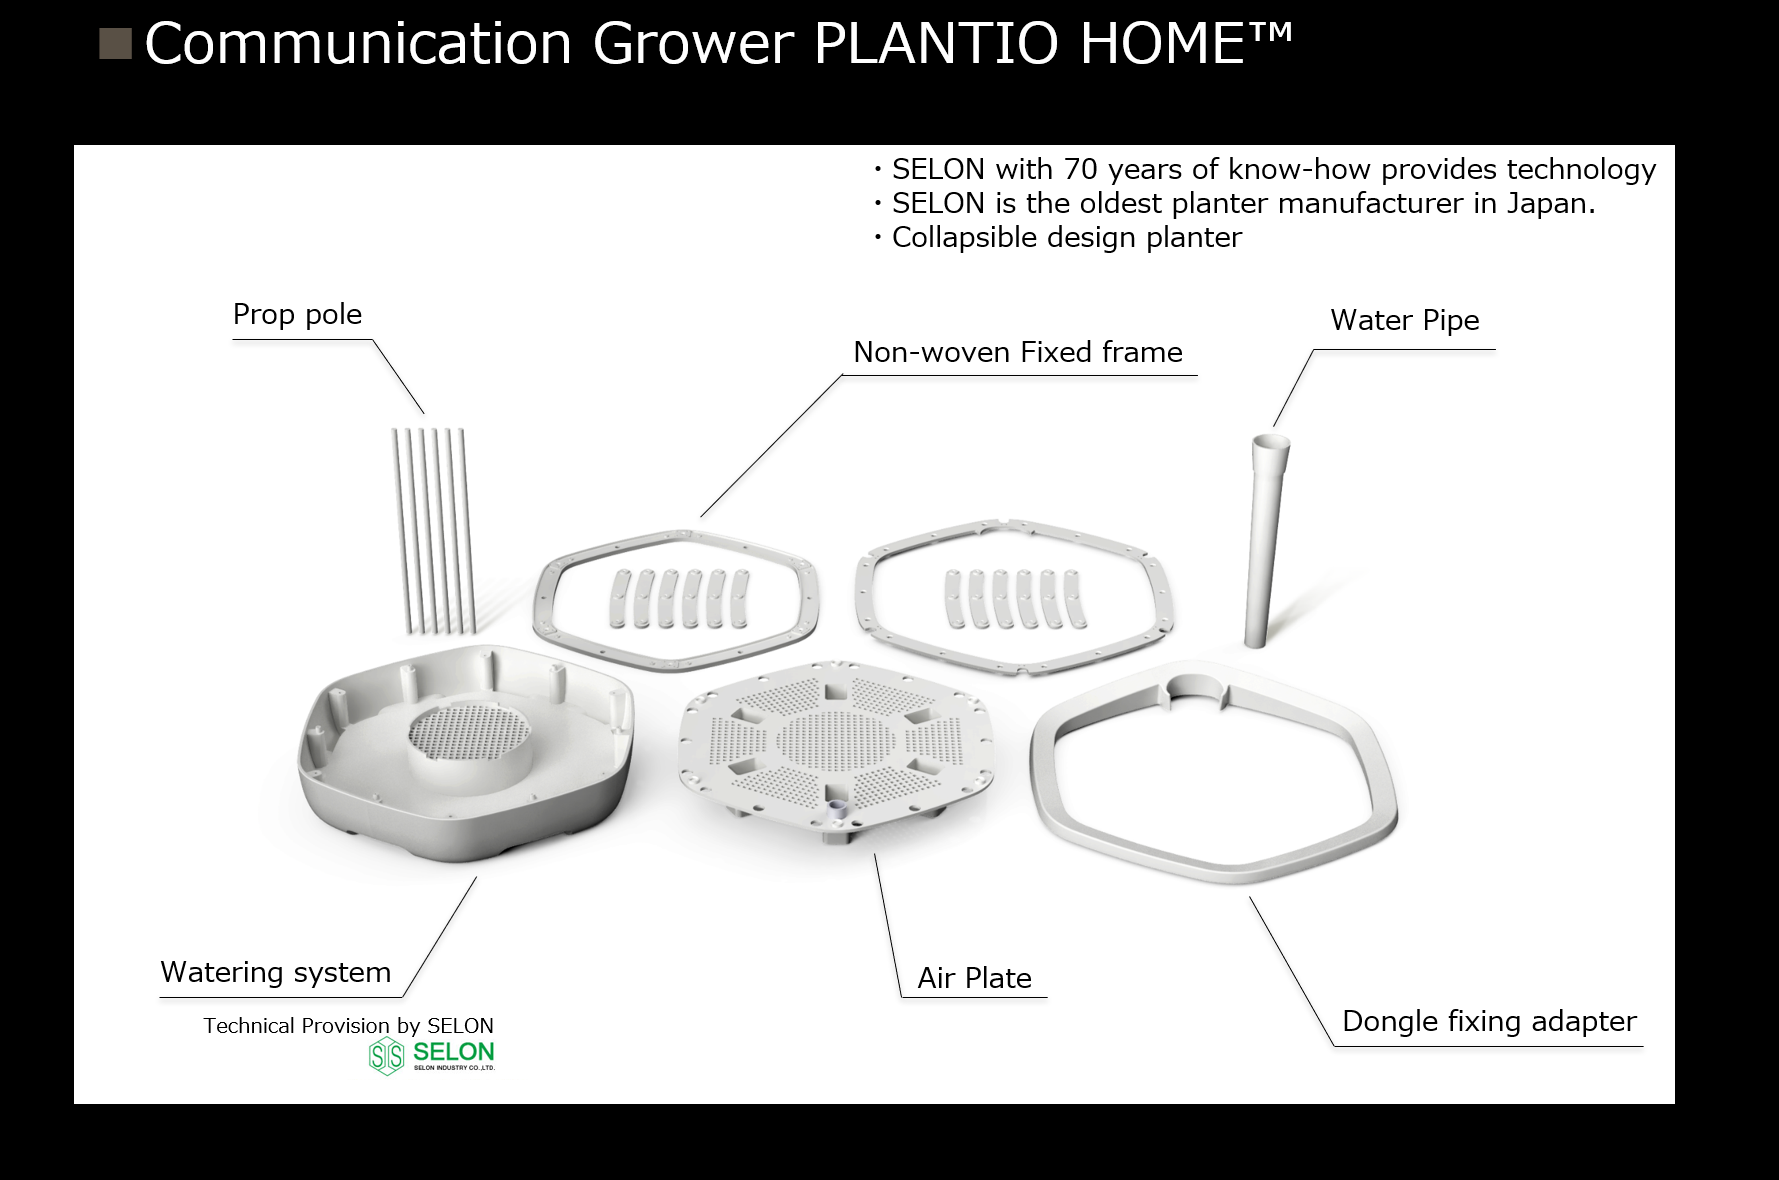 Communication Grower PLANTIO HOME™
・SELON with 70 years of know-how provides technology
・SELON is the oldest planter manufacturer in Japan.
・Collapsible design planter
Prop pole
Water Pipe
Non-woven Fixed frame
Watering system
Air Plate
Dongle fixing adapter
Technical Provision by SELON
SIS SELON
SELON INDUSTRY CO.,LTD.